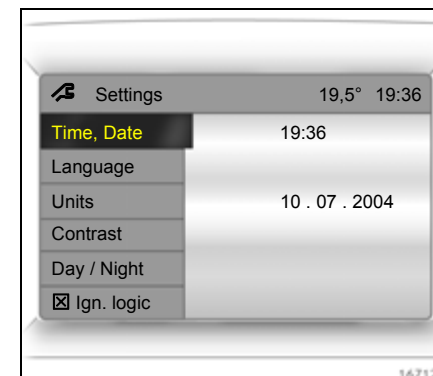 Settings 19,5° 19:36
Time, Date 19:36
Language
Units 10 . 07 . 2004
Contrast
Day / Night
Ign. logic